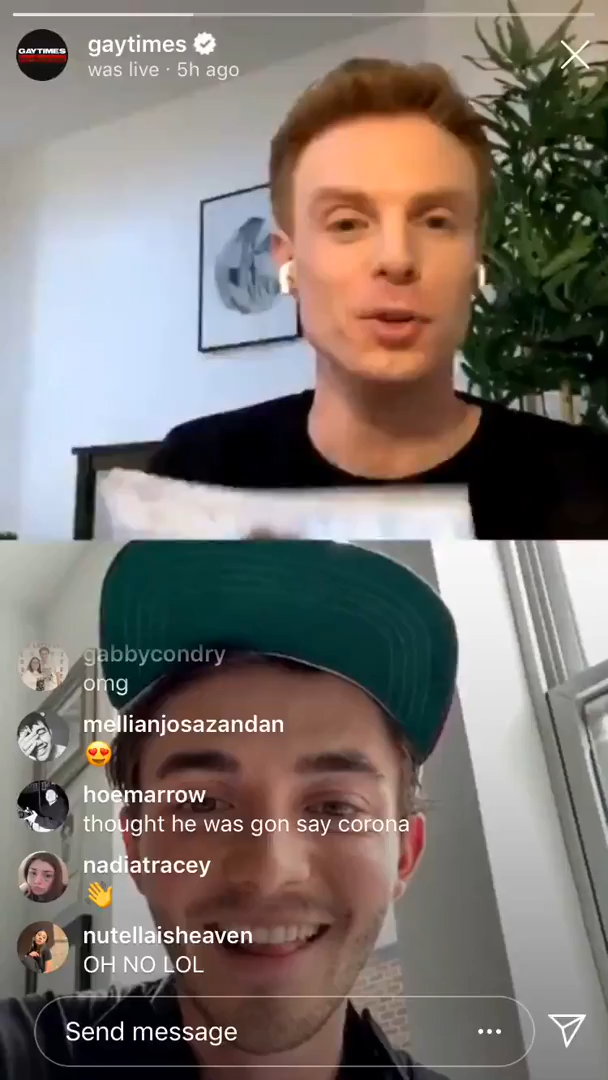 GAYTIMES
gaytimes
was live · 5h ago
gabbycondry
omg
mellianjosazandan
😍
hoemarrow
thought he was gon say corona
nadiatracey
👋
nutellaisheaven
OH NO LOL
Send message